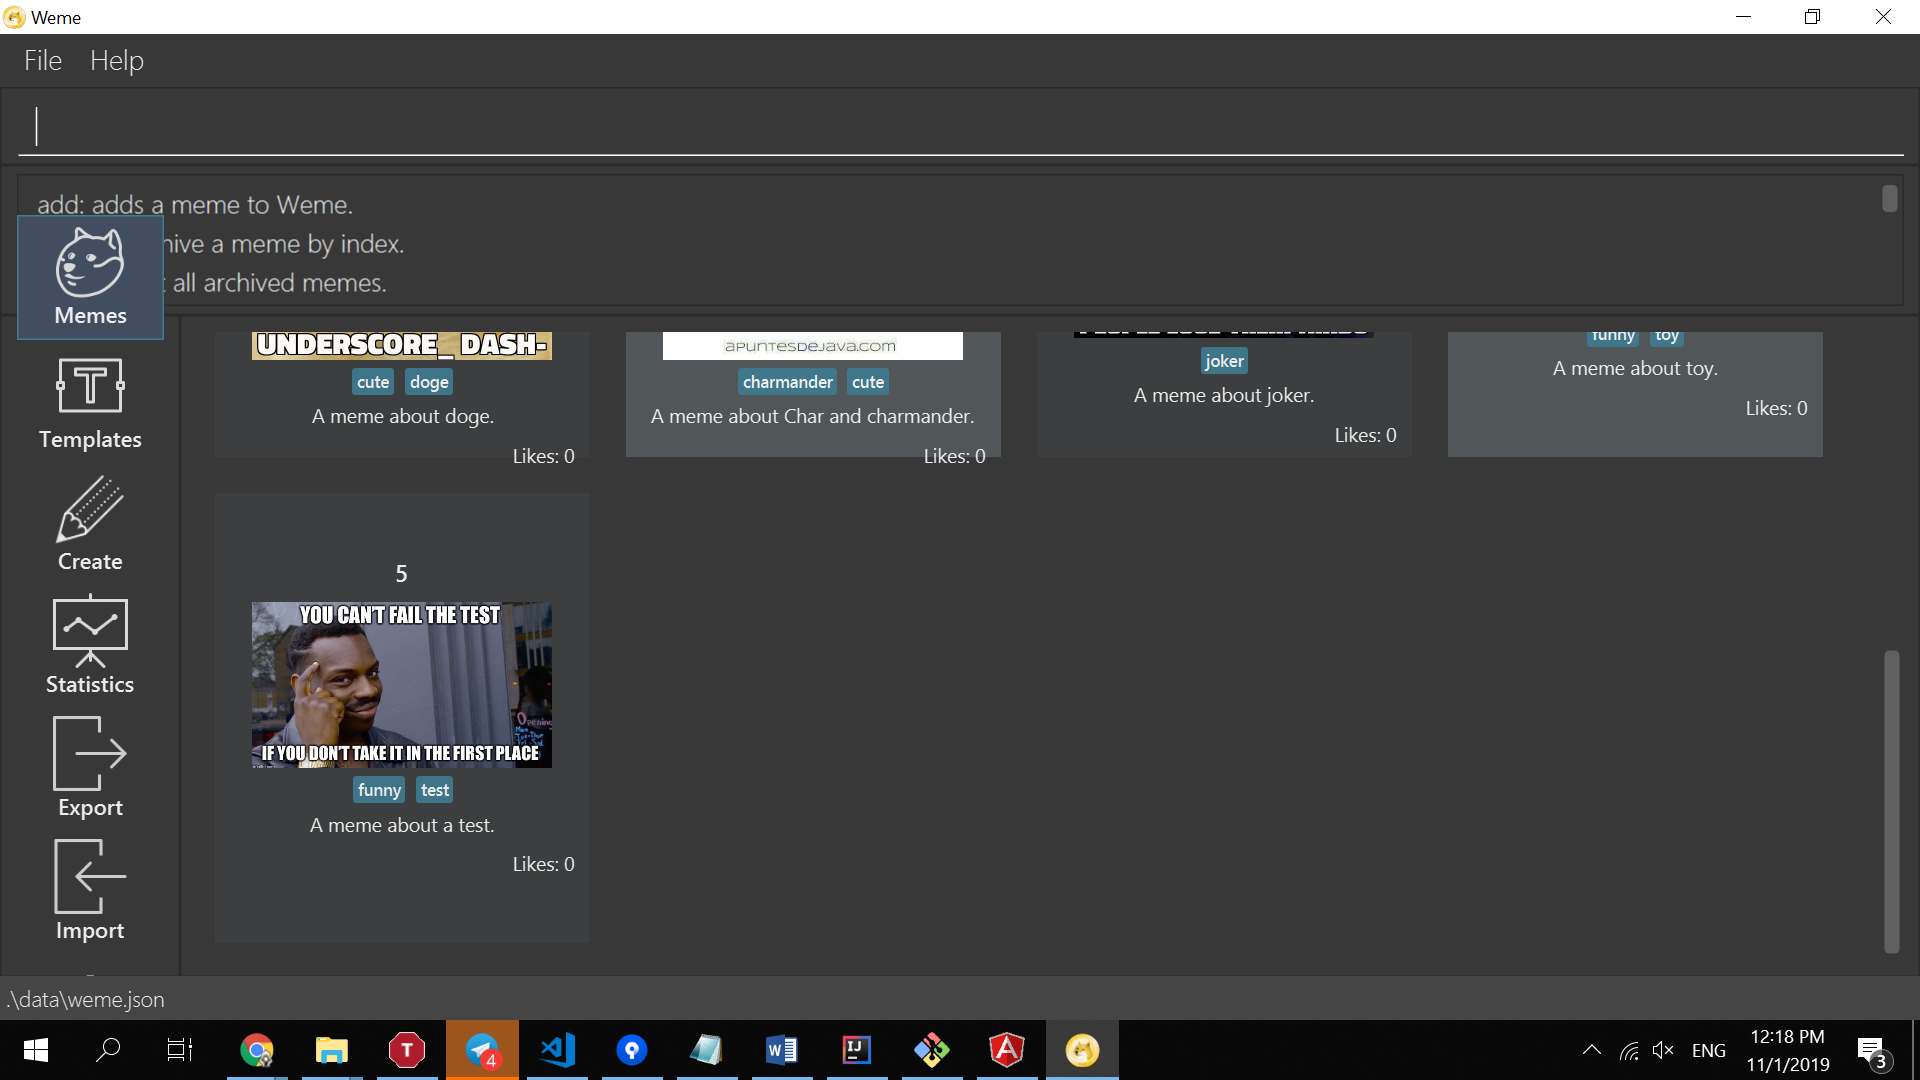 Weme
File Help
add: adds a meme to Weme.
hive a meme by index.
all archived memes.
Memes
Templates
Create
Statistics
Export
Import
UNDERSCORE_ DASH-
cute doge
A meme about doge.
Likes: 0
APUNTESDEJAVA.COM
charmander cute
A meme about Char and charmander.
Likes: 0
joker
A meme about joker.
Likes: 0
funny toy
A meme about toy.
Likes: 0
5
YOU CAN'T FAIL THE TEST
Opening
IF YOU DON'T TAKE IT IN THE FIRST PLACE
funny test
A meme about a test.
Likes: 0
.\data\weme.json
T
4
W
IJ
A
ENG
12:18 PM
11/1/2019
3